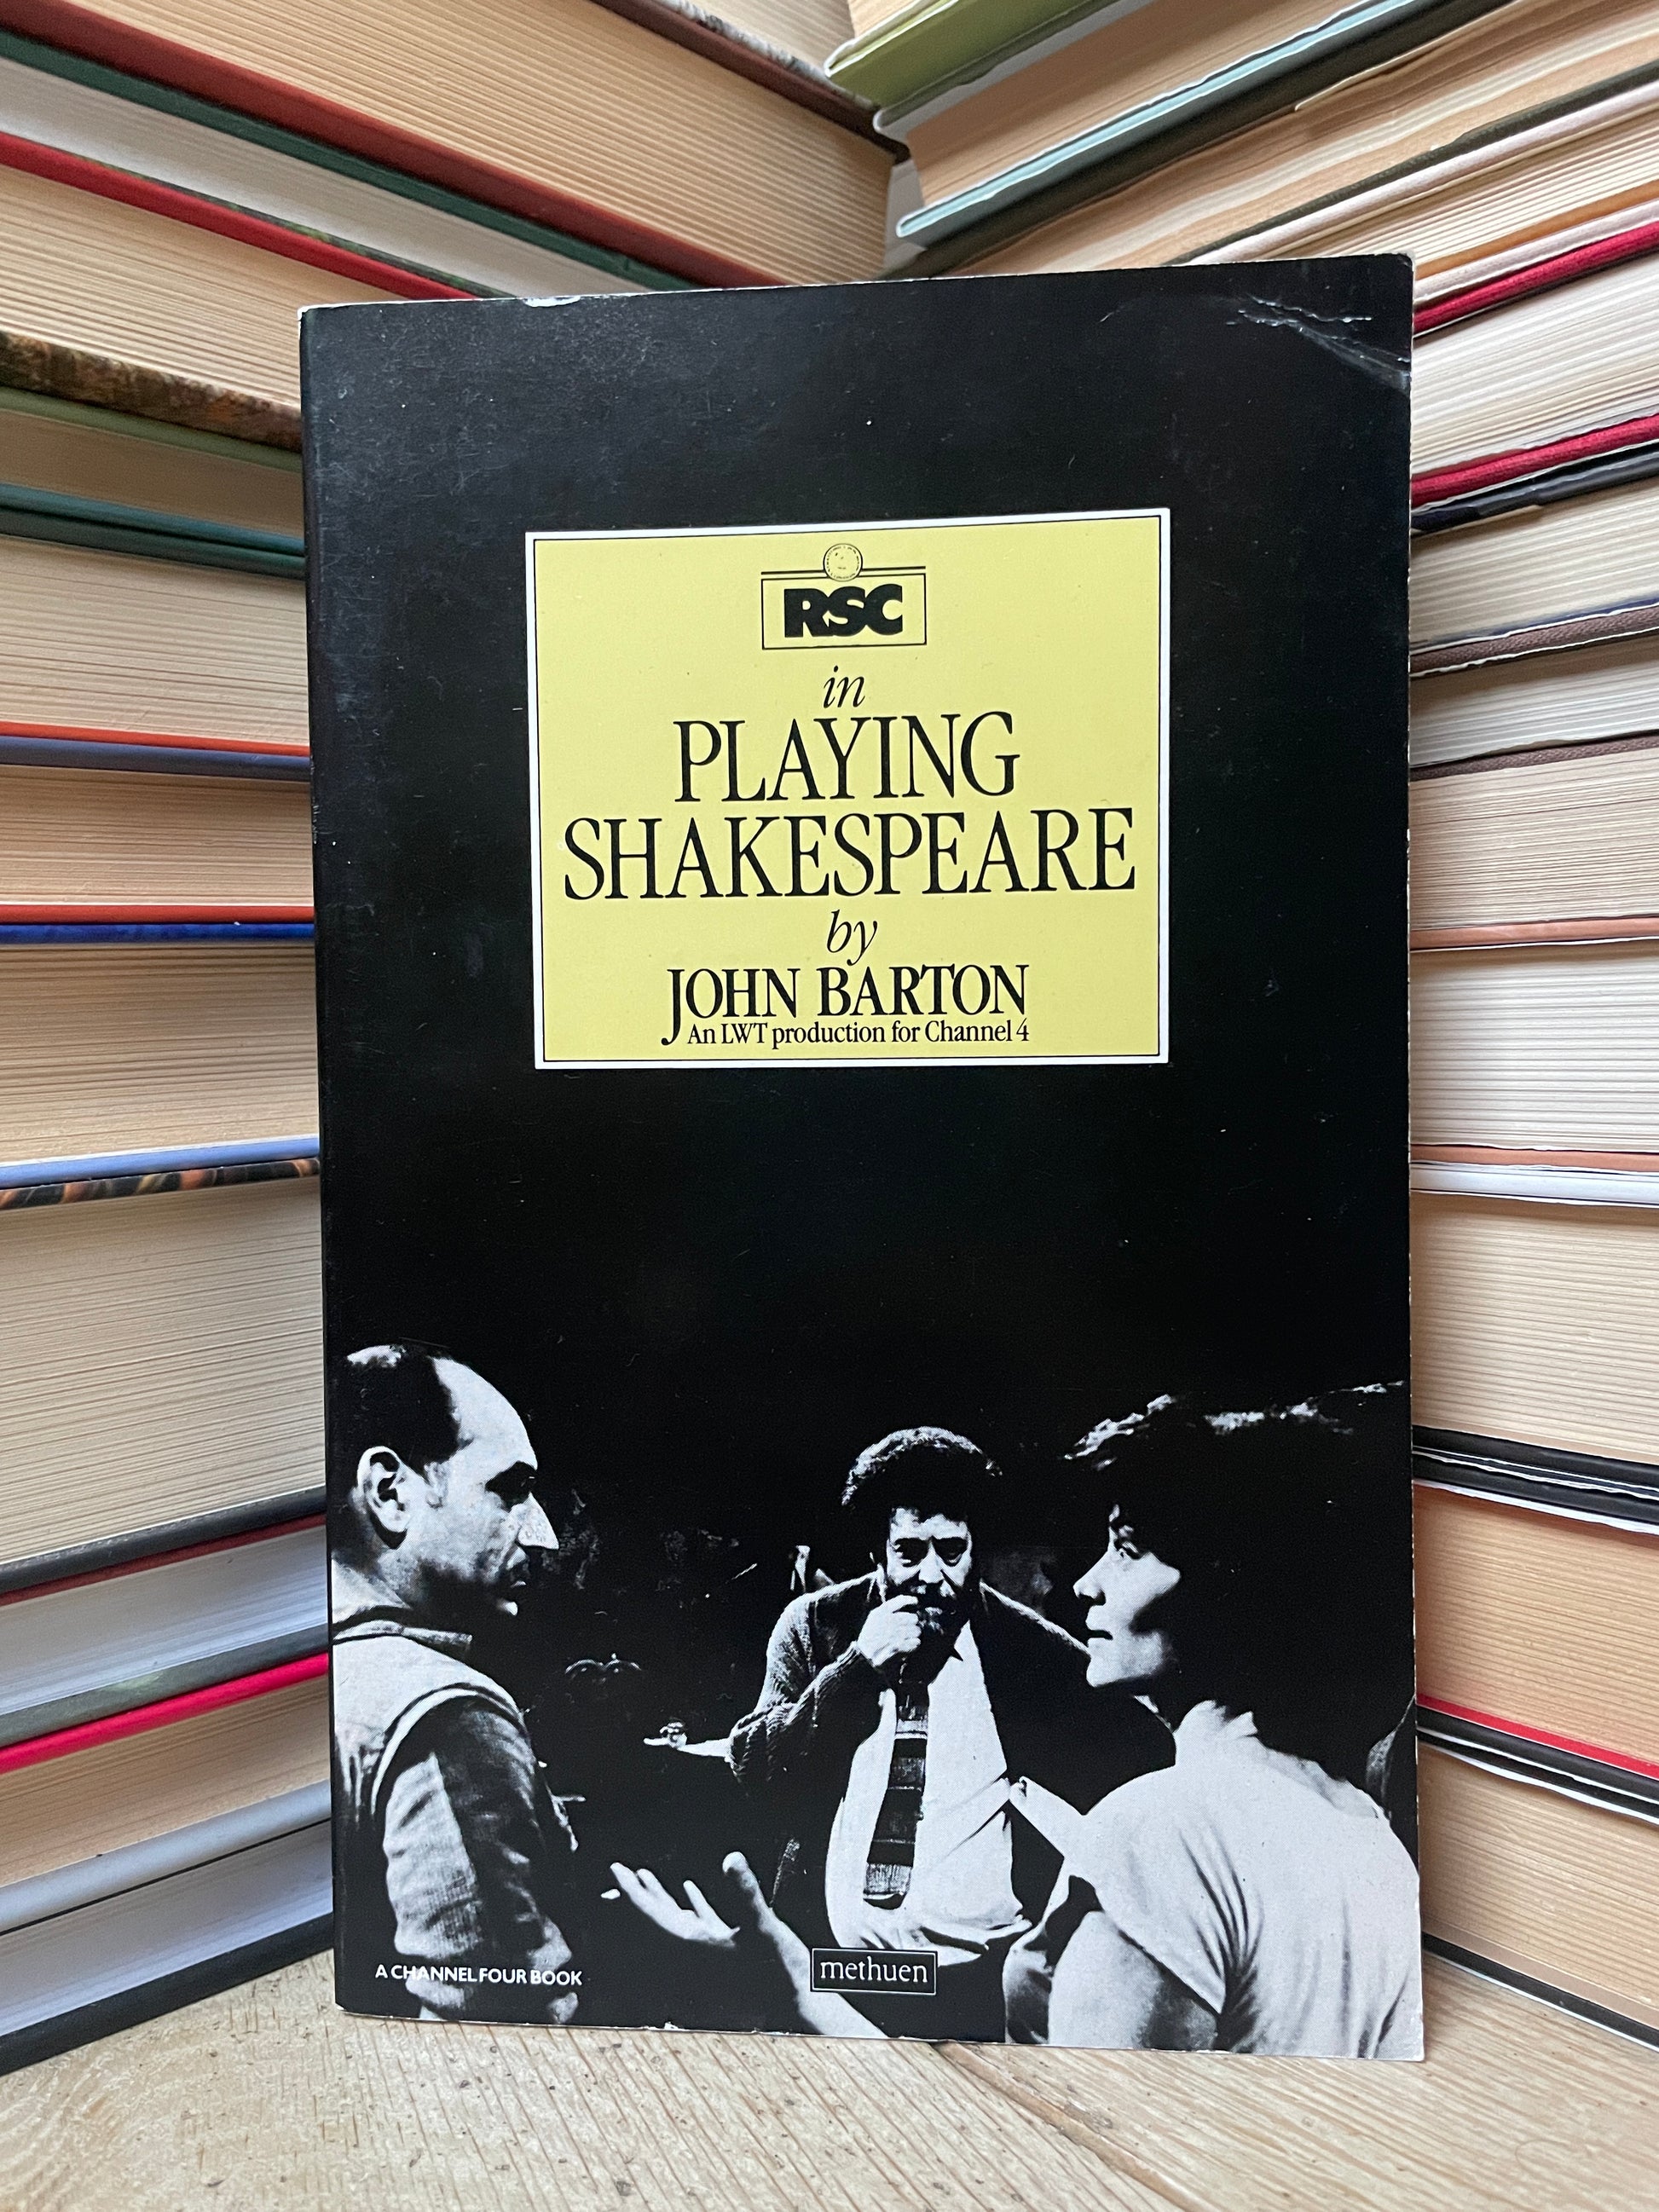 RSC
in
PLAYING
SHAKESPEARE
by
JOHN BARTON
An LWT production for Channel 4
A CHANNEL FOUR BOOK
methuen